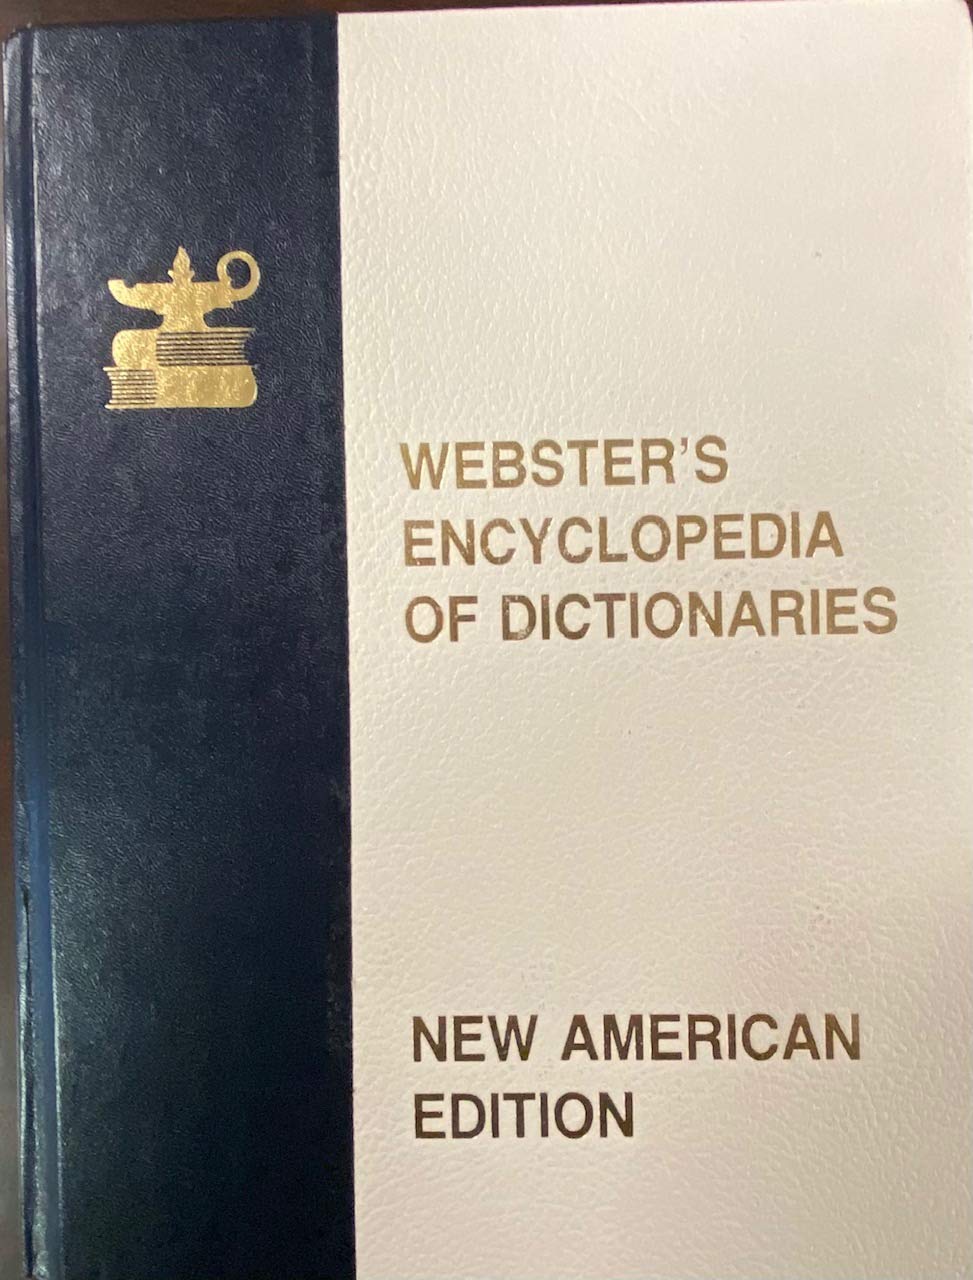 WEBSTER'S
ENCYCLOPEDIA
OF DICTIONARIES
NEW AMERICAN
EDITION